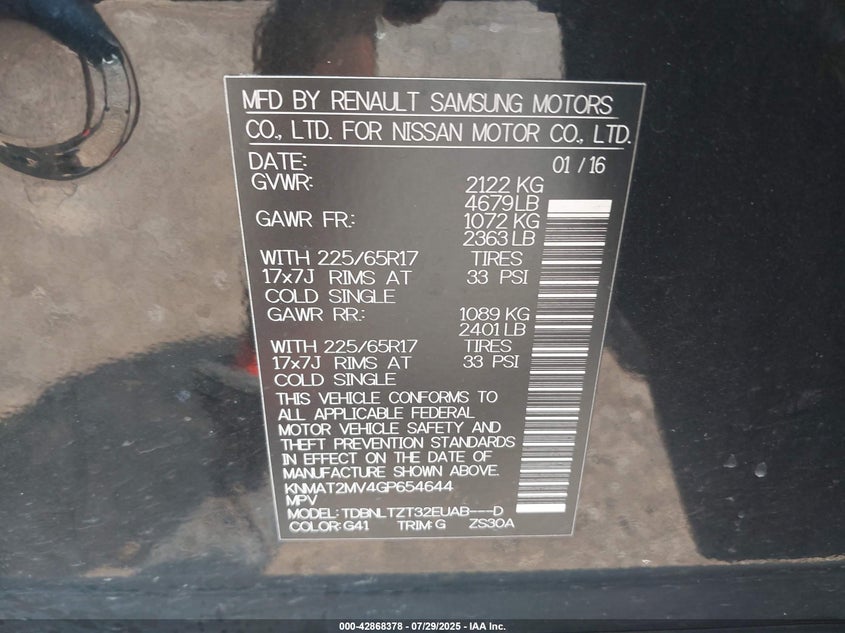 MFD BY RENAULT SAMSUNG MOTORS
CO., LTD. FOR NISSAN MOTOR CO., LTD.
DATE: 01 / 16
GVWR: 2122 KG
4679 LB
GAWR FR: 1072 KG
2363 LB
WITH 225/65R17 TIRES
17x7J RIMS AT 33 PSI
COLD SINGLE
GAWR RR: 1089 KG
2401 LB
WITH 225/65R17 TIRES
17x7J RIMS AT 33 PSI
COLD SINGLE
THIS VEHICLE CONFORMS TO
ALL APPLICABLE FEDERAL
MOTOR VEHICLE SAFETY AND
THEFT PREVENTION STANDARDS
IN EFFECT ON THE DATE OF
MANUFACTURE SHOWN ABOVE.
KNMAT2MV4GP654644
MPV
MODEL: TDBNLTZT32EUAB---D
COLOR: G41 TRIM: G ZS30A
000-42868378 - 07/29/2025 - IAA Inc.